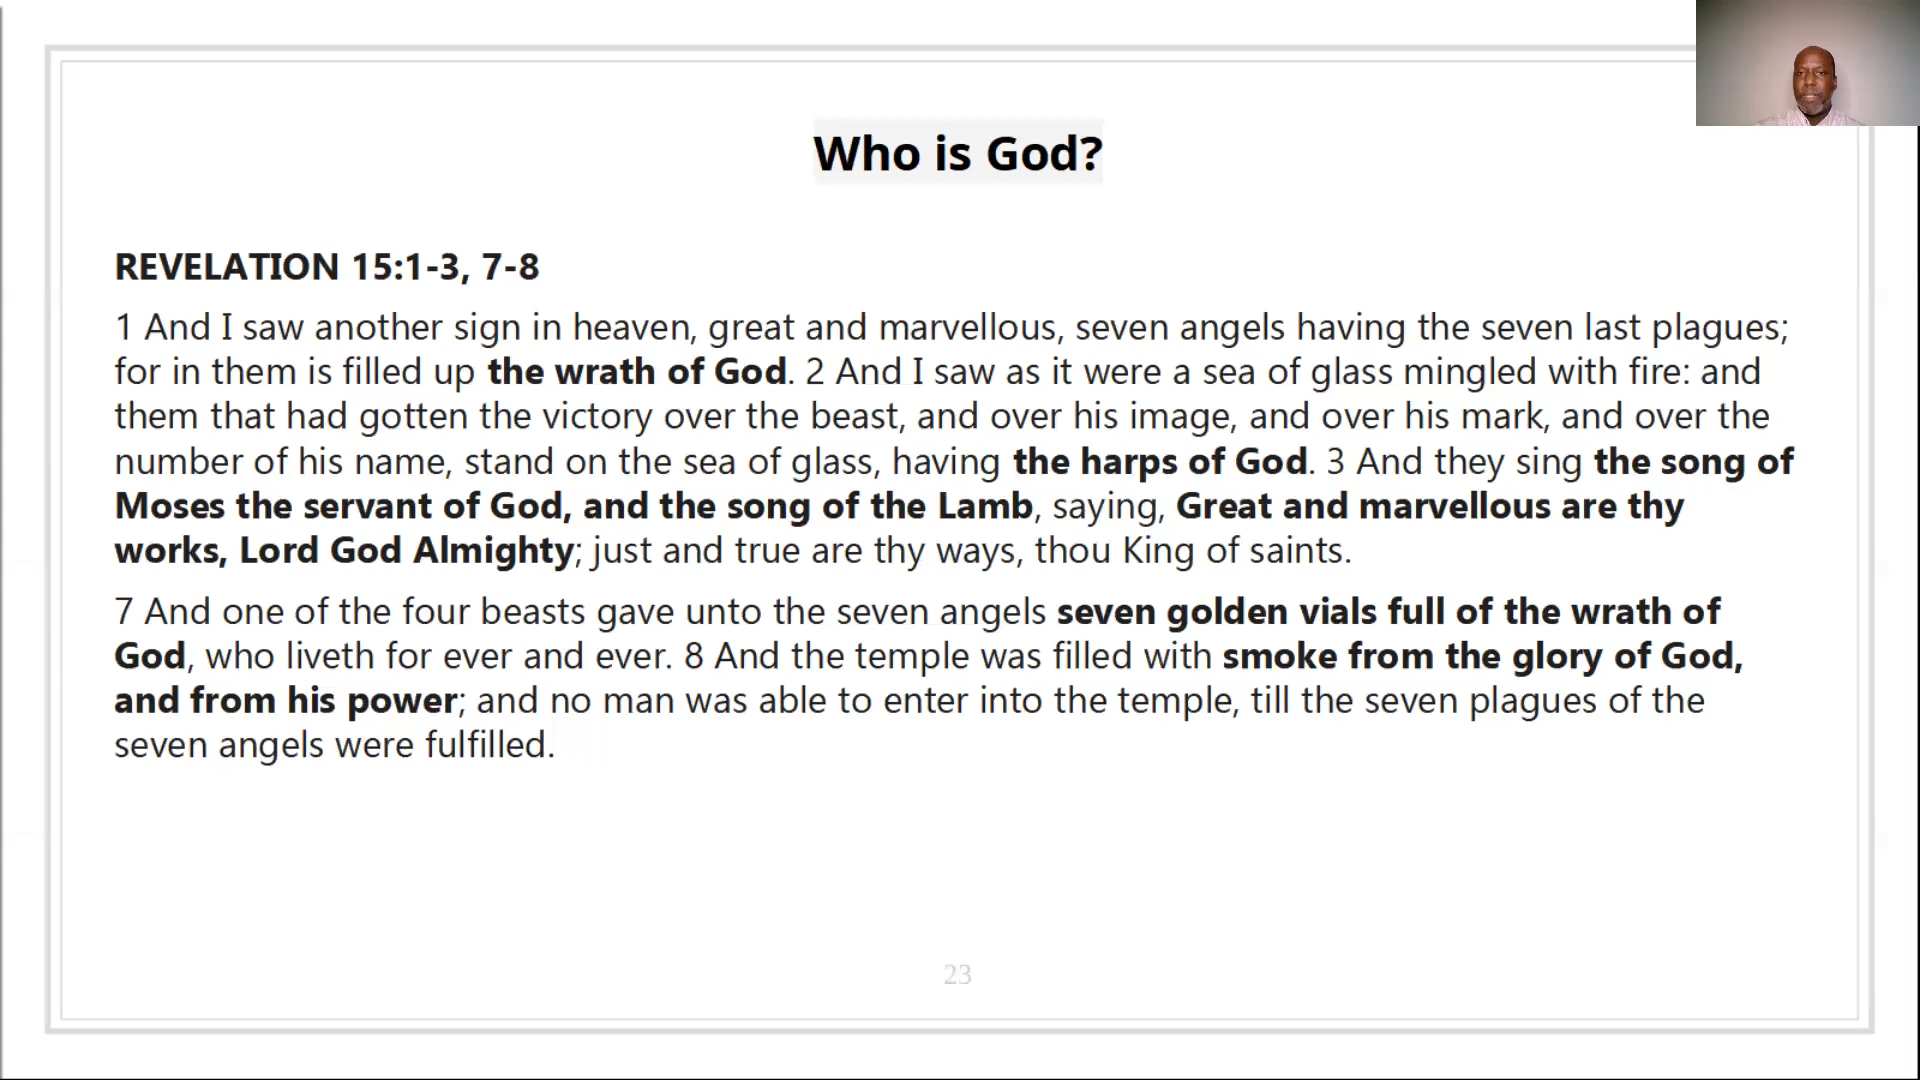 Who is God?
REVELATION 15:1-3, 7-8
1 And I saw another sign in heaven, great and marvellous, seven angels having the seven last plagues;
for in them is filled up the wrath of God. 2 And I saw as it were a sea of glass mingled with fire: and
them that had gotten the victory over the beast, and over his image, and over his mark, and over the
number of his name, stand on the sea of glass, having the harps of God. 3 And they sing the song of
Moses the servant of God, and the song of the Lamb, saying, Great and marvellous are thy
works, Lord God Almighty; just and true are thy ways, thou King of saints.
7 And one of the four beasts gave unto the seven angels seven golden vials full of the wrath of
God, who liveth for ever and ever. 8 And the temple was filled with smoke from the glory of God,
and from his power; and no man was able to enter into the temple, till the seven plagues of the
seven angels were fulfilled.
23